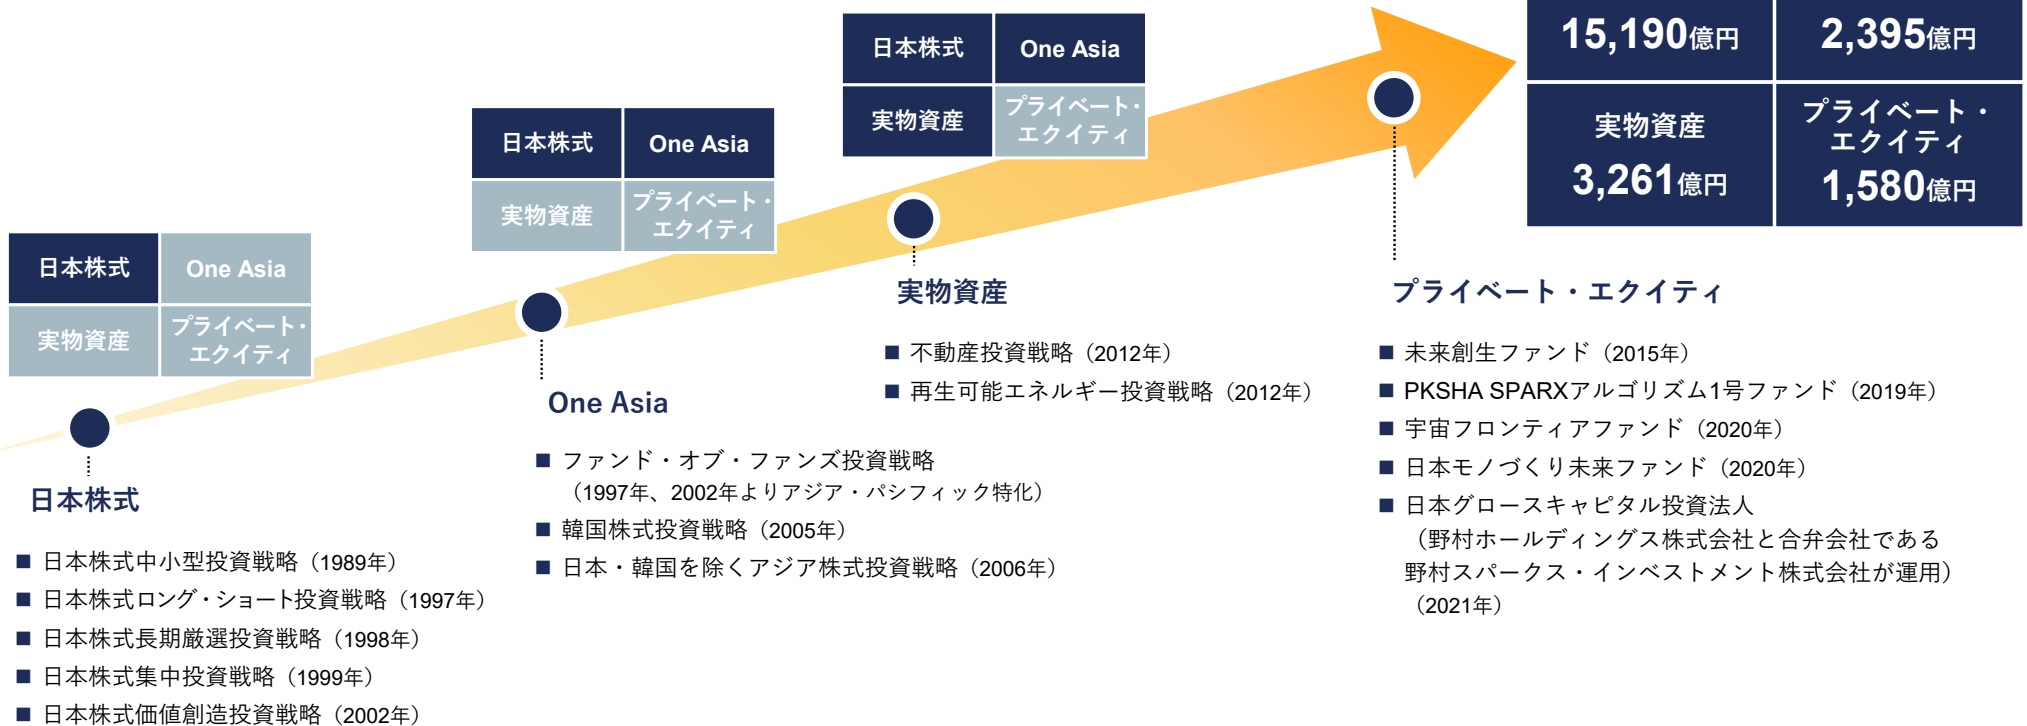 日本株式
One Asia
実物資産
プライベート・
エクイティ
日本株式
日本株式中小型投資戦略（1989年）
日本株式ロング・ショート投資戦略（1997年）
日本株式長期厳選投資戦略（1998年）
日本株式集中投資戦略（1999年）
日本株式価値創造投資戦略（2002年）
日本株式
One Asia
実物資産
プライベート・
エクイティ
One Asia
ファンド・オブ・ファンズ投資戦略
（1997年、2002年よりアジア・パシフィック特化）
韓国株式投資戦略（2005年）
日本・韓国を除くアジア株式投資戦略（2006年）
日本株式
One Asia
実物資産
プライベート・
エクイティ
実物資産
不動産投資戦略（2012年）
再生可能エネルギー投資戦略（2012年）
15,190億円
2,395億円
実物資産
3,261億円
プライベート・
エクイティ
1,580億円
プライベート・エクイティ
未来創生ファンド（2015年）
PKSHA SPARXアルゴリズム1号ファンド（2019年）
宇宙フロンティアファンド（2020年）
日本モノづくり未来ファンド（2020年）
日本グロースキャピタル投資法人
（野村ホールディングス株式会社と合弁会社である
野村スパークス・インベストメント株式会社が運用）
（2021年）